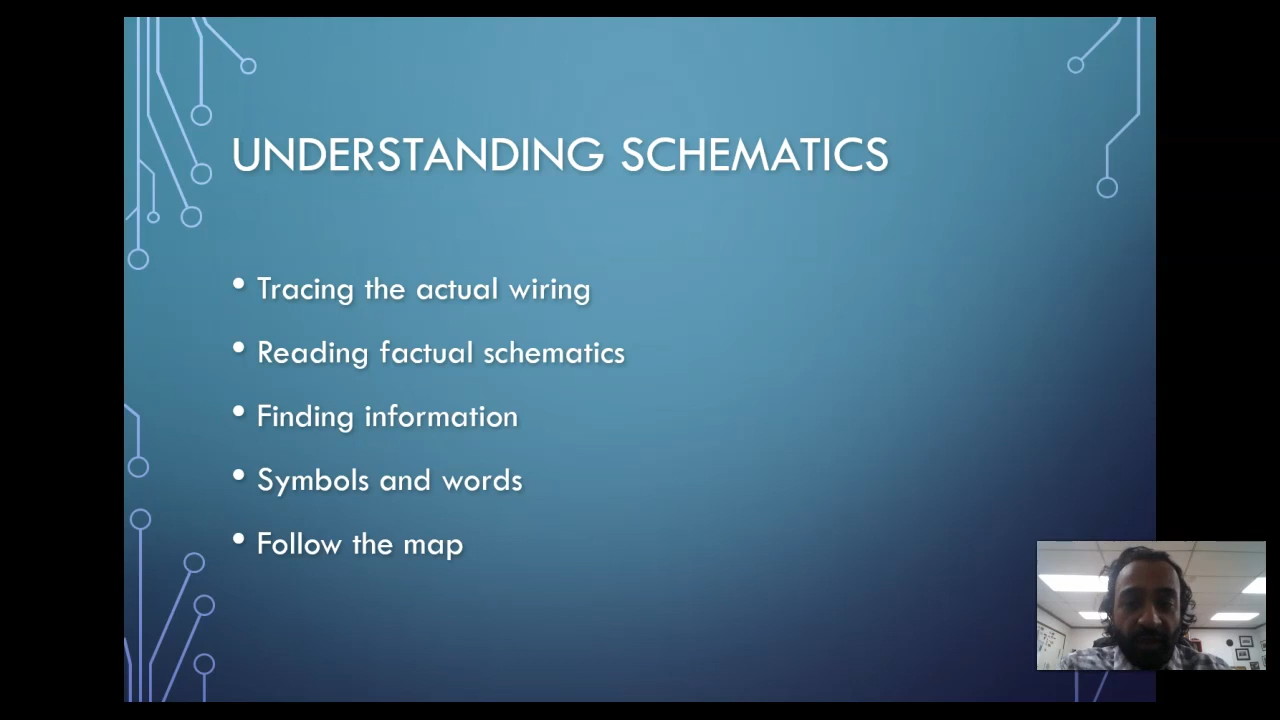 UNDERSTANDING SCHEMATICS
• Tracing the actual wiring
• Reading factual schematics
• Finding information
• Symbols and words
• Follow the map